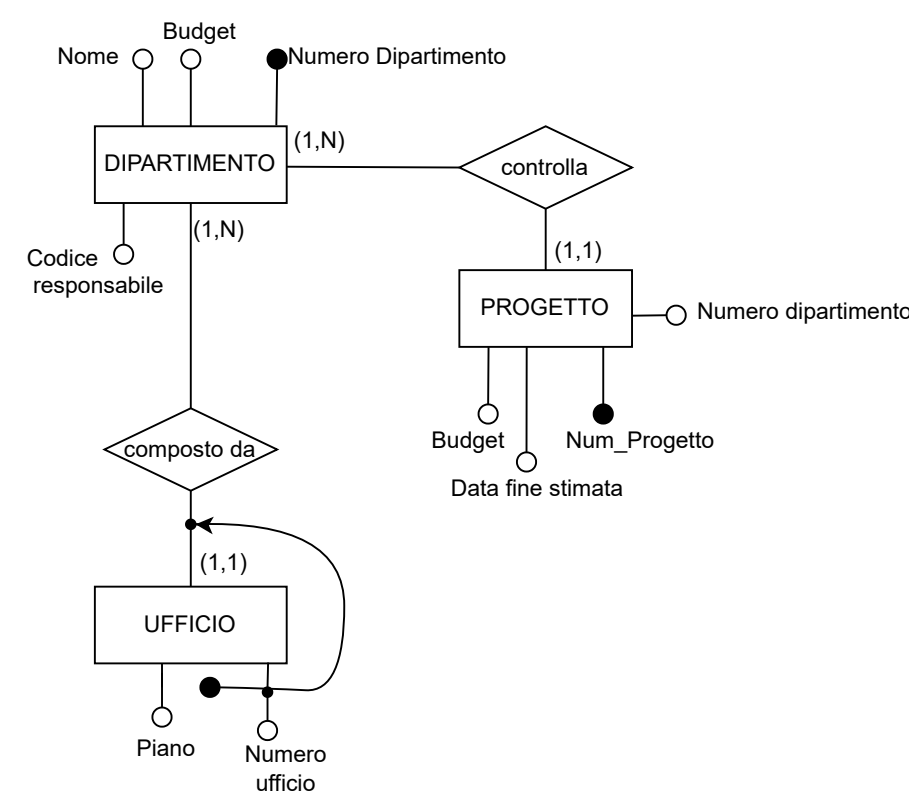 Budget
Nome
Numero Dipartimento
(1,N)
DIPARTIMENTO
controlla
(1,N)
Codice
responsabile
(1,1)
PROGETTO
Numero dipartimento
Budget
Num_Progetto
Data fine stimata
composto da
(1,1)
UFFICIO
Piano
Numero
ufficio